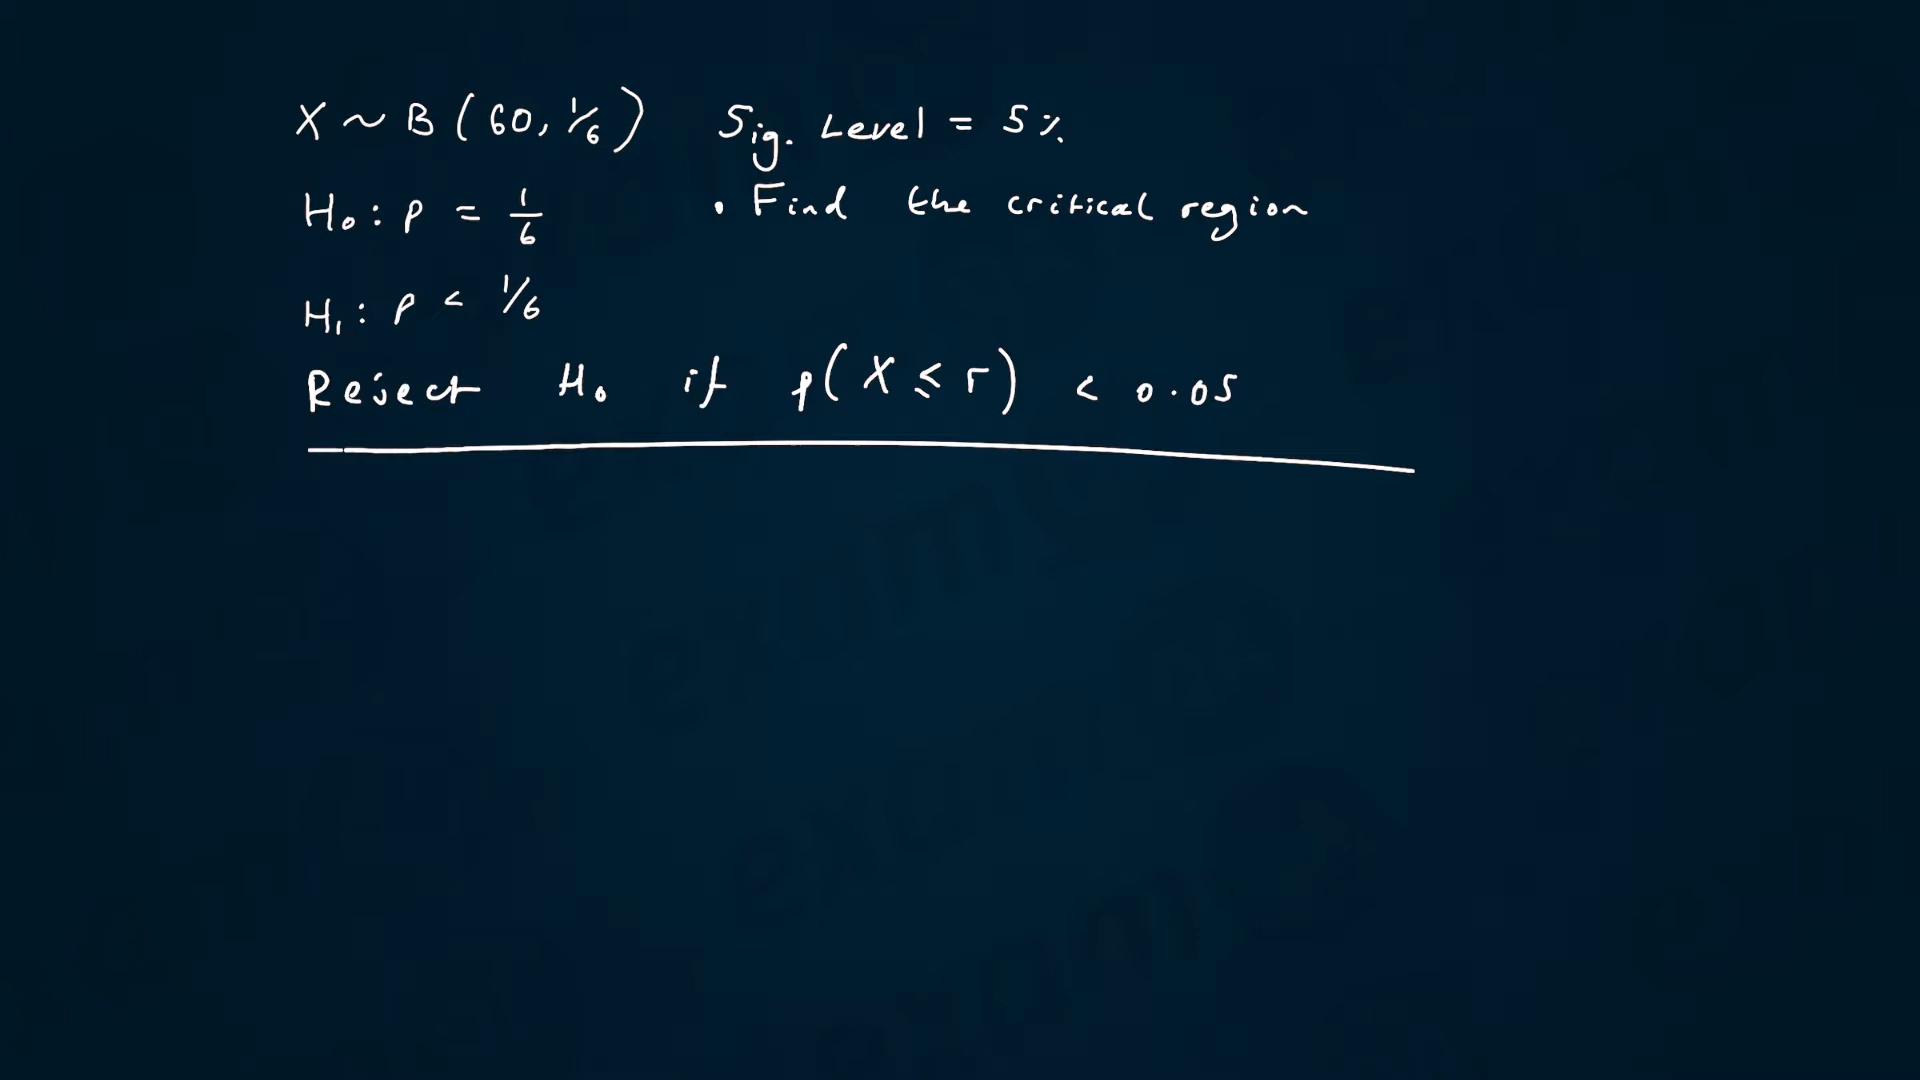 X ~ B ( 60, 1/6 )   Sig. Level = 5%
H₀ : p = 1/6   • Find the critical region
H₁ : p < 1/6
Reject H₀ if p( X ≤ r ) < 0.05